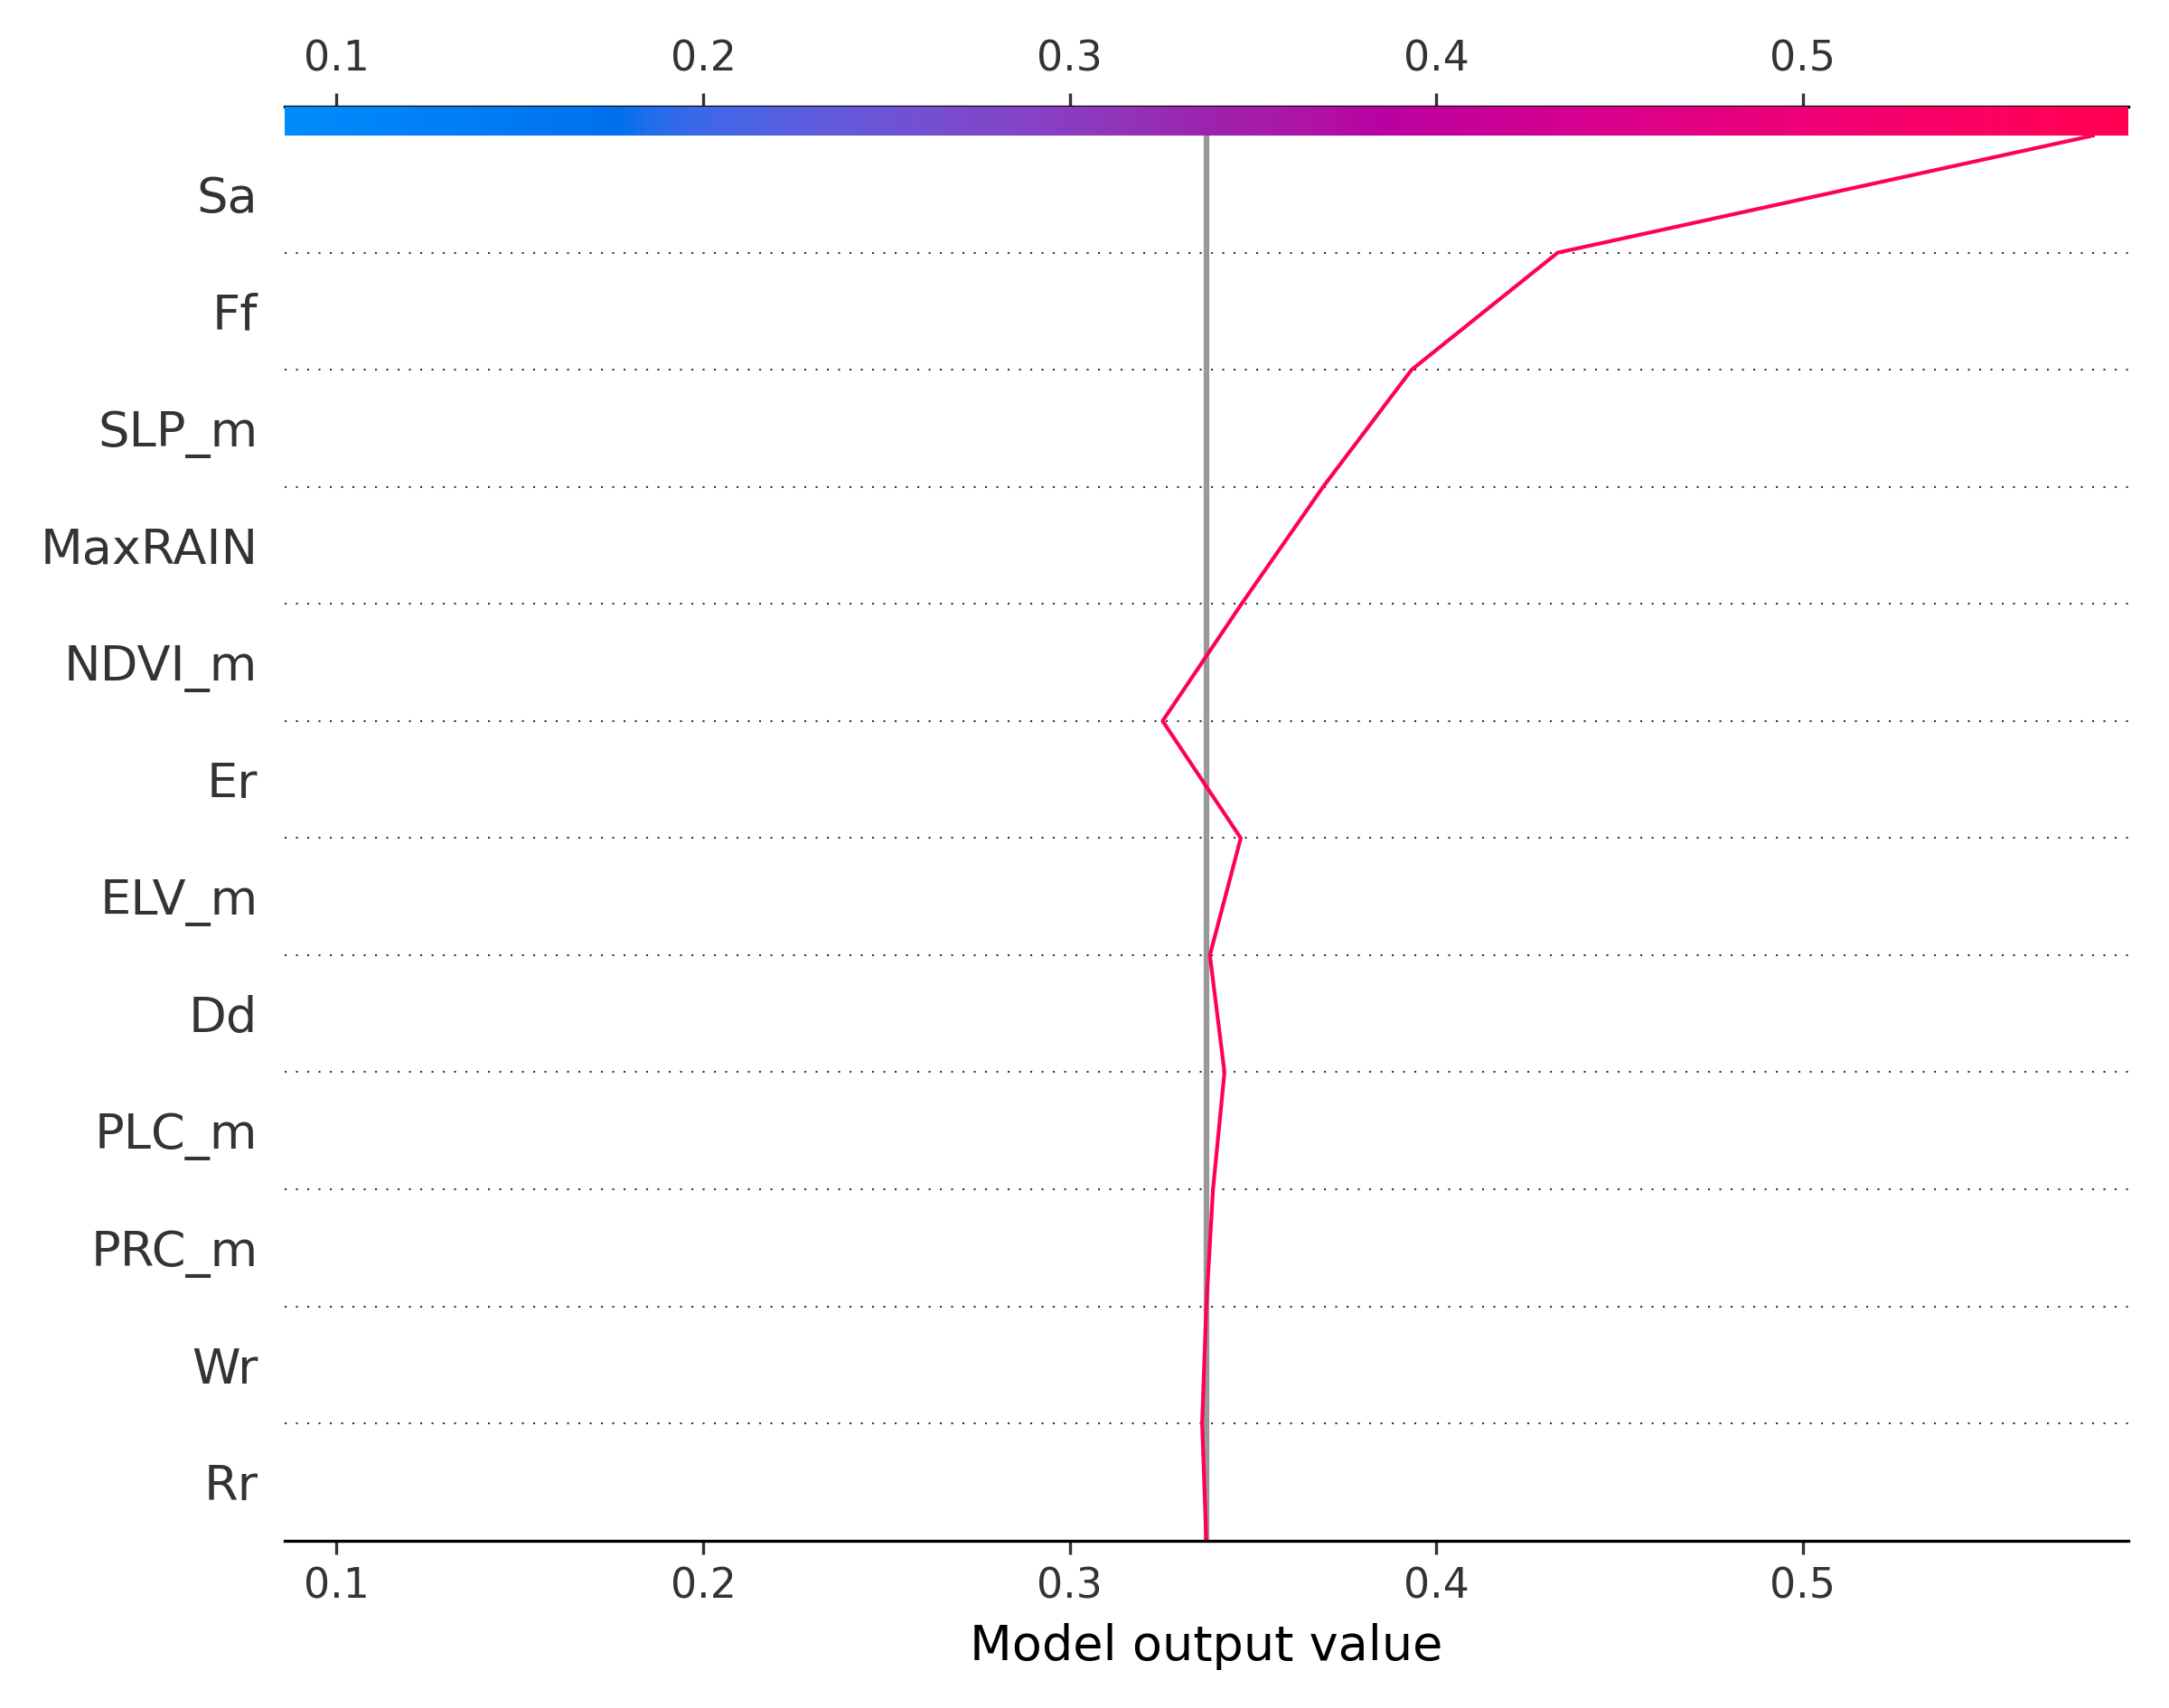 0.1 0.2 0.3 0.4 0.5
Sa
Ff
SLP_m
MaxRAIN
NDVI_m
Er
ELV_m
Dd
PLC_m
PRC_m
Wr
Rr
0.1 0.2 0.3 0.4 0.5
Model output value